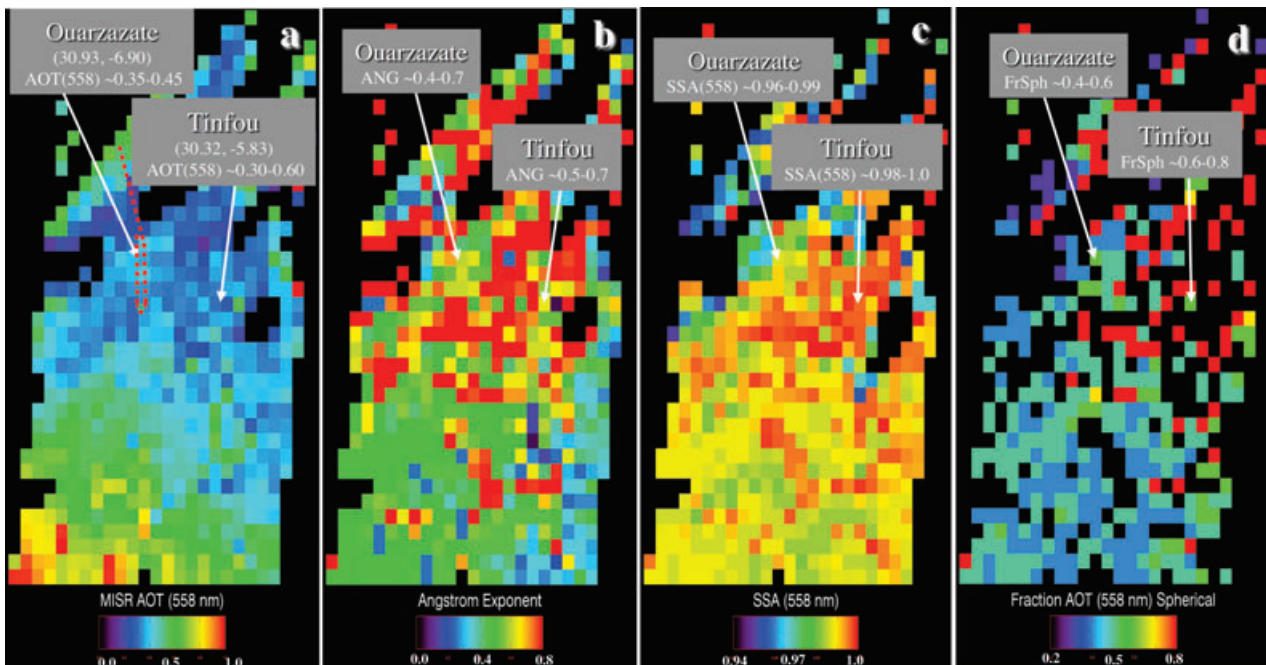 a
Ouarzazate
(30.93, -6.90)
AOT(558) ~0.35-0.45
Tinfou
(30.32, -5.83)
AOT(558) ~0.30-0.60
MISR AOT (558 nm)
0.0 0.5 1.0
b
Ouarzazate
ANG ~0.4-0.7
Tinfou
ANG ~0.5-0.7
Angstrom Exponent
0.0 0.4 0.8
c
Ouarzazate
SSA(558) ~0.96-0.99
Tinfou
SSA(558) ~0.98-1.0
SSA (558 nm)
0.94 0.97 1.0
d
Ouarzazate
FrSph ~0.4-0.6
Tinfou
FrSph ~0.6-0.8
Fraction AOT (558 nm) Spherical
0.2 0.5 0.8